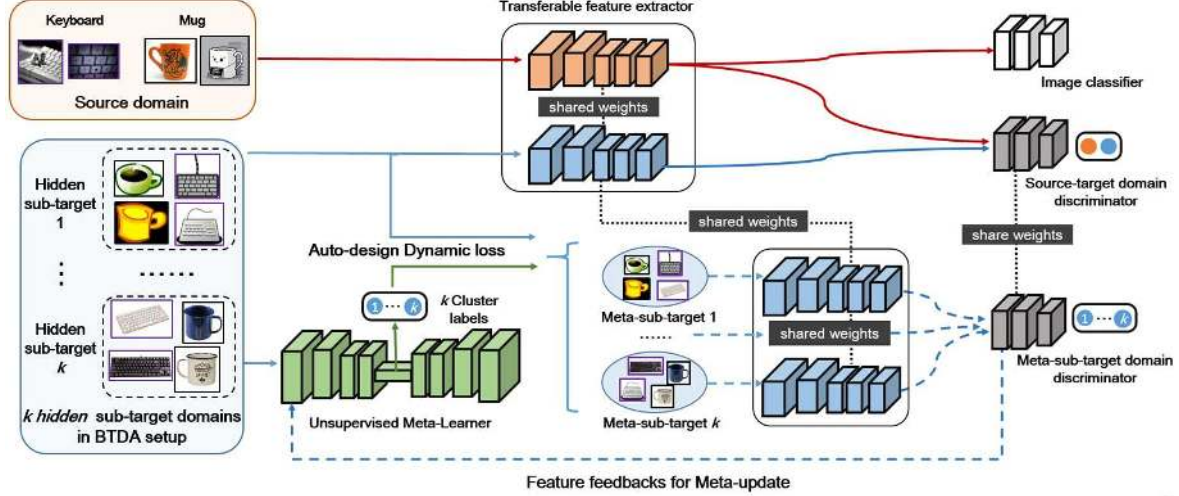 Transferable feature extractor
Keyboard
Mug
Source domain
shared weights
Image classifier
Hidden
sub-target
1
Source-target domain
discriminator
shared weights
share weights
Auto-design Dynamic loss
1 ... k
k Cluster
labels
Meta-sub-target 1
......
shared weights
Hidden
sub-target
k
......
1 ... k
Meta-sub-target domain
discriminator
Unsupervised Meta-Learner
Meta-sub-target k
k hidden sub-target domains
in BTDA setup
Feature feedbacks for Meta-update